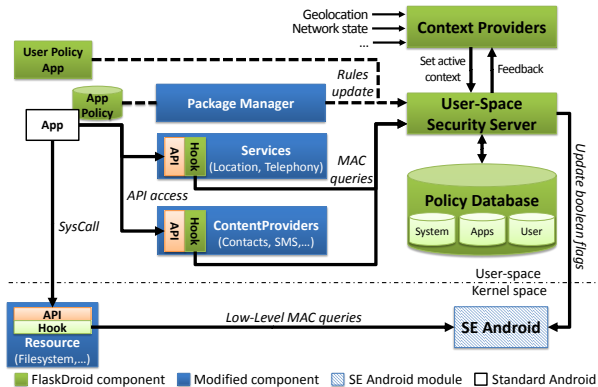 Geolocation
Network state
...
Context Providers
User Policy
App
Set active
context
Feedback
Rules
update
App
Policy
Package Manager
User-Space
Security Server
App
API
Hook
Services
(Location, Telephony)
MAC
queries
Update boolean flags
API access
Policy Database
System
Apps
User
SysCall
API
Hook
ContentProviders
(Contacts, SMS,...)
User-space
Kernel space
API
Hook
Resource
(Filesystem,...)
Low-Level MAC queries
SE Android
FlaskDroid component
Modified component
SE Android module
Standard Android